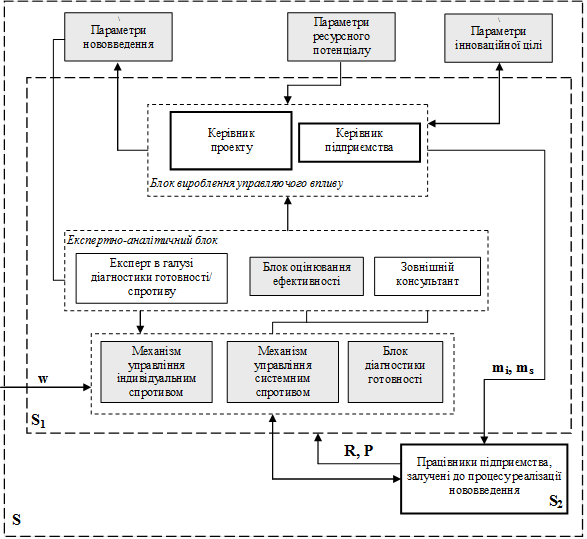 Параметри
нововведення
Параметри
ресурсного
потенціалу
Параметри
інноваційної цілі
Керівник
проекту
Керівник
підприємства
Блок вироблення управляючого впливу
Експертно-аналітичний блок
Експерт в галузі
діагностики готовності/
спротиву
Блок оцінювання
ефективності
Зовнішній
консультант
Механізм
управління
індивідуальним
спротивом
Механізм
управління
системним
спротивом
Блок
діагностики
готовності
w
mi, ms
S1
R, P
Працівники підприємства,
залучені до процесу реалізації
нововведення
S2
S